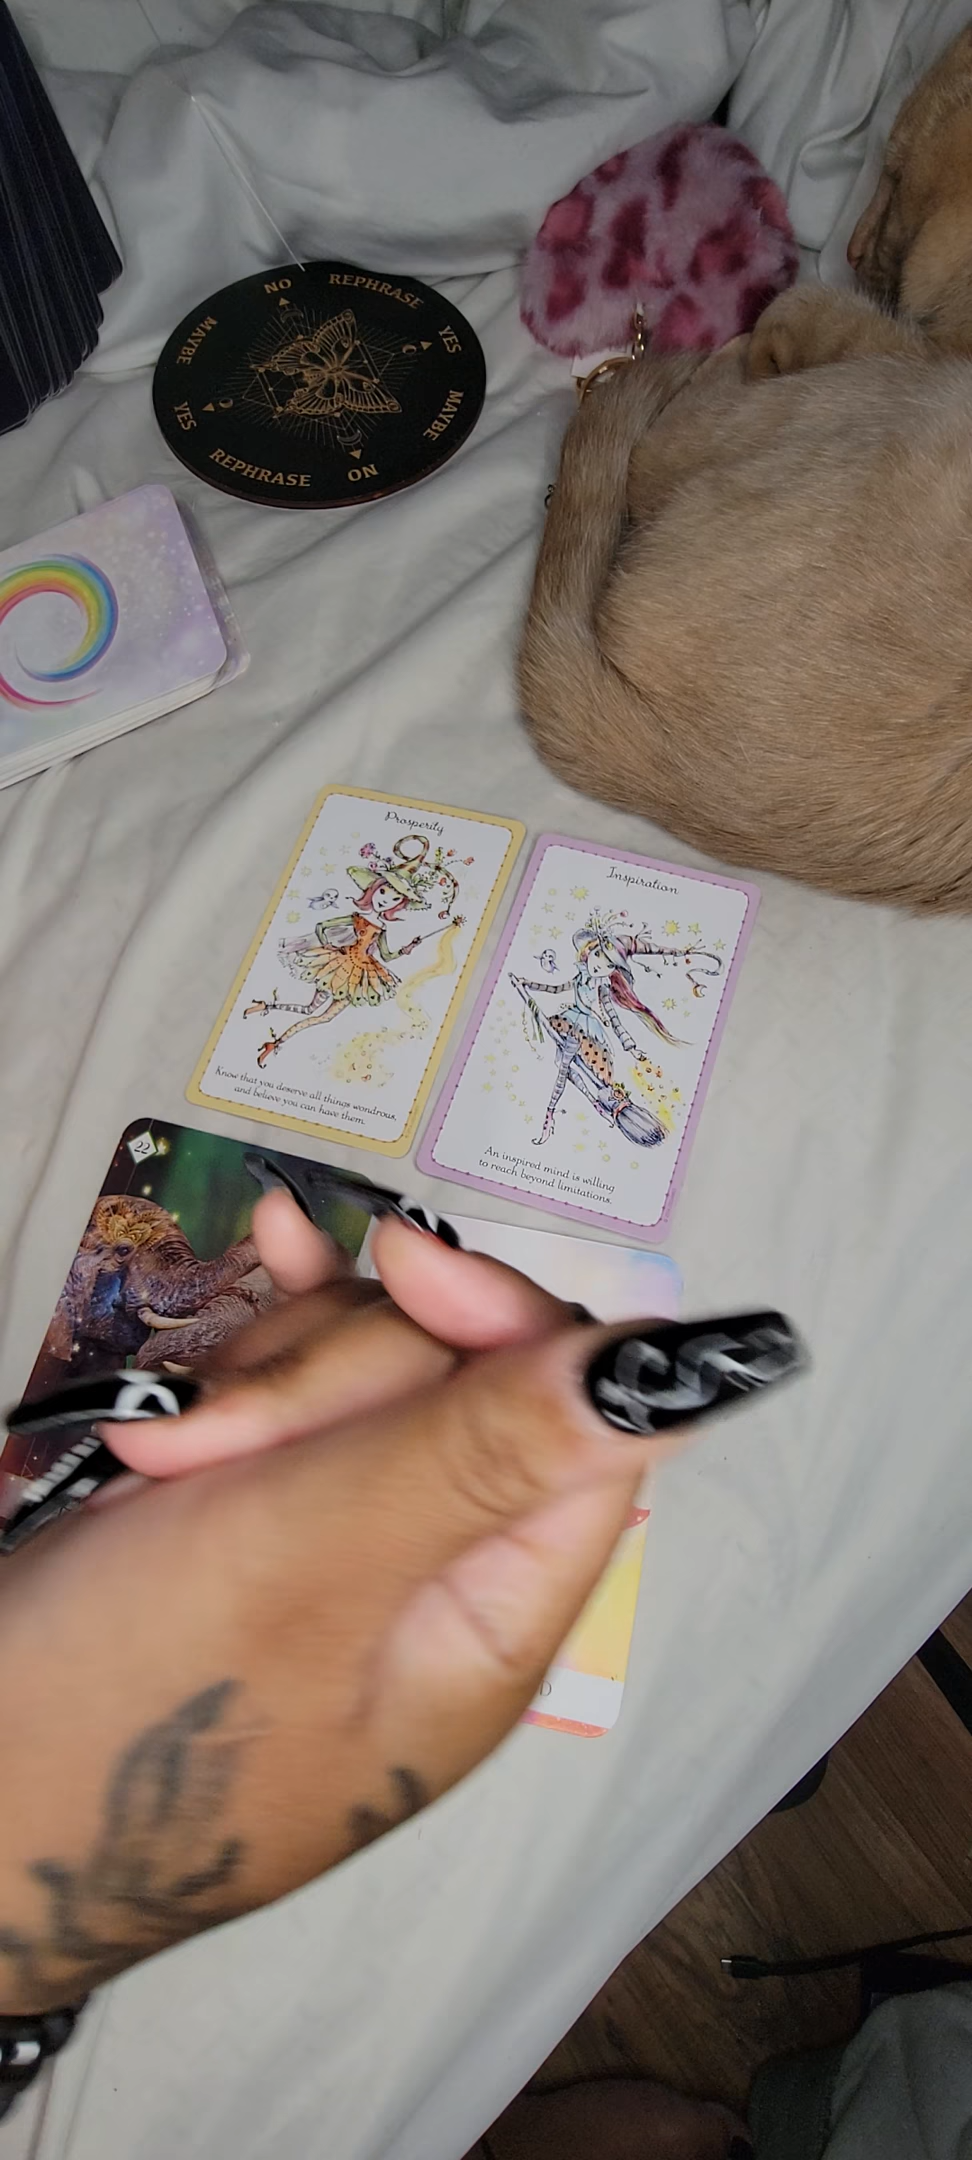 NO
REPHRASE
YES
MAYBE
NO
REPHRASE
YES
MAYBE
Prosperity
Know that you deserve all things wondrous,
and believe you can have them.
Inspiration
An inspired mind is willing
to reach beyond limitations.
22
D